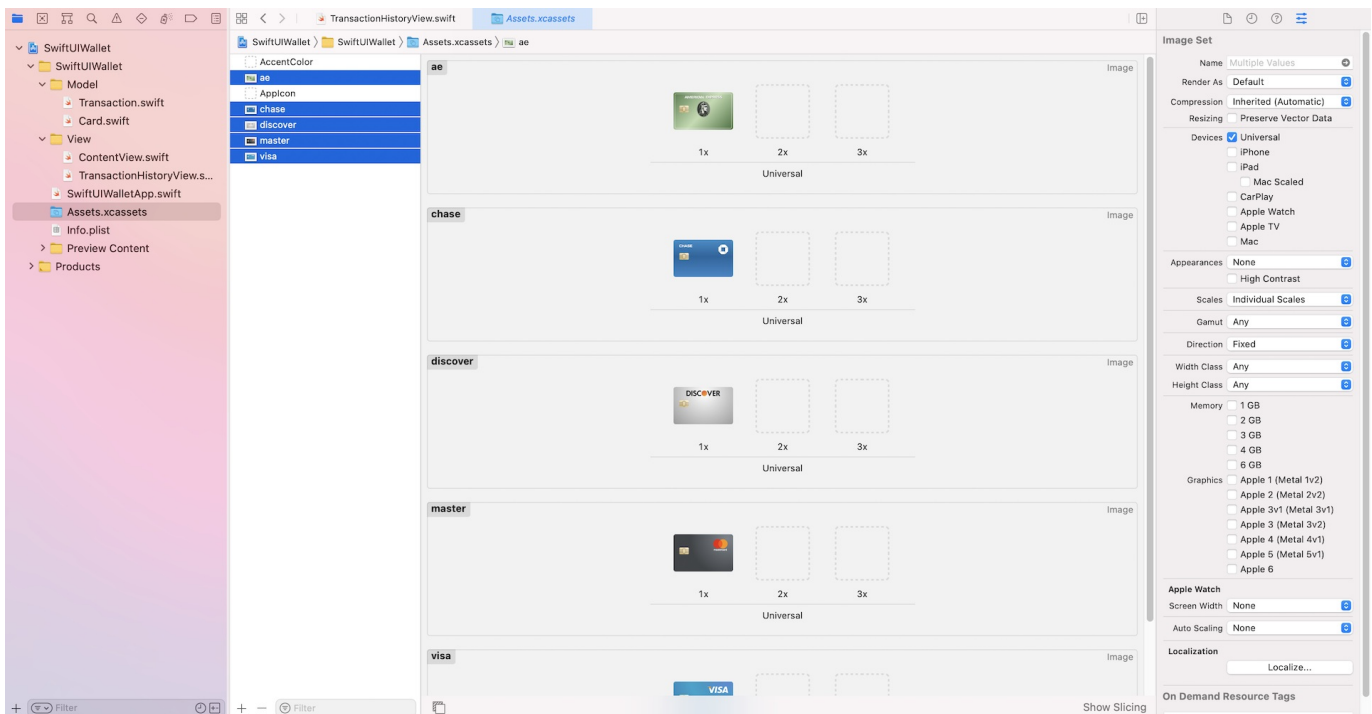 TransactionHistoryView.swift
Assets.xcassets
SwiftUIWallet
SwiftUIWallet
Model
Transaction.swift
Card.swift
View
ContentView.swift
TransactionHistoryView.s...
SwiftUIWalletApp.swift
Assets.xcassets
Info.plist
Preview Content
Products
Filter
SwiftUIWallet
SwiftUIWallet
Assets.xcassets
ae
AccentColor
ae
AppIcon
chase
discover
master
visa
Filter
ae
Image
1x 2x 3x
Universal
chase
Image
CHASE
1x 2x 3x
Universal
discover
Image
DISCOVER
1x 2x 3x
Universal
master
Image
1x 2x 3x
Universal
visa
Image
VISA
Show Slicing
Image Set
Name Multiple Values
Render As Default
Compression Inherited (Automatic)
Resizing Preserve Vector Data
Devices Universal
iPhone
iPad
Mac Scaled
CarPlay
Apple Watch
Apple TV
Mac
Appearances None
High Contrast
Scales Individual Scales
Gamut Any
Direction Fixed
Width Class Any
Height Class Any
Memory 1 GB
2 GB
3 GB
4 GB
6 GB
Graphics Apple 1 (Metal 1v2)
Apple 2 (Metal 2v2)
Apple 3v1 (Metal 3v1)
Apple 3 (Metal 3v2)
Apple 4 (Metal 4v1)
Apple 5 (Metal 5v1)
Apple 6
Apple Watch
Screen Width None
Auto Scaling None
Localization
Localize...
On Demand Resource Tags